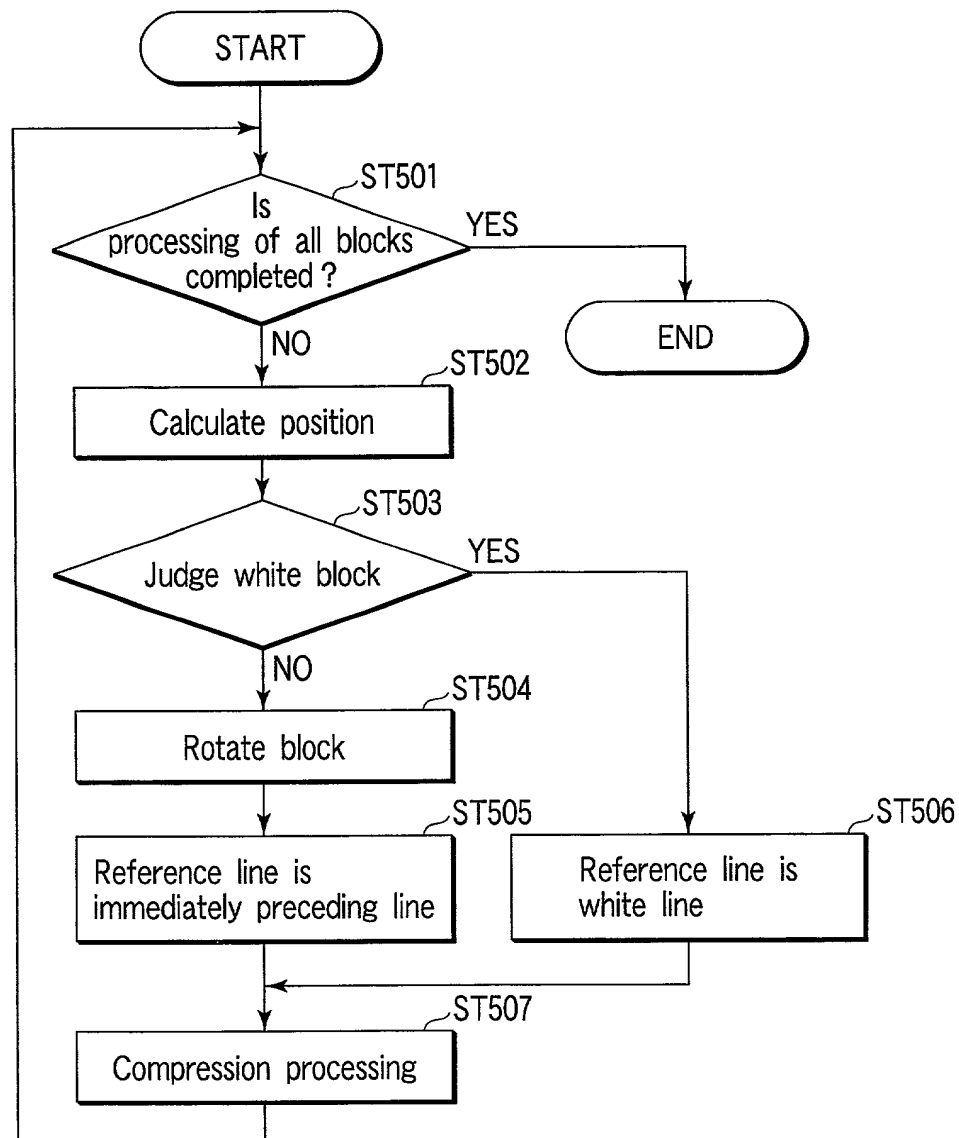 START
ST501
Is
processing of all blocks
completed ?
YES
END
NO
ST502
Calculate position
ST503
Judge white block
YES
NO
ST504
Rotate block
ST505
Reference line is
immediately preceding line
ST506
Reference line is
white line
ST507
Compression processing